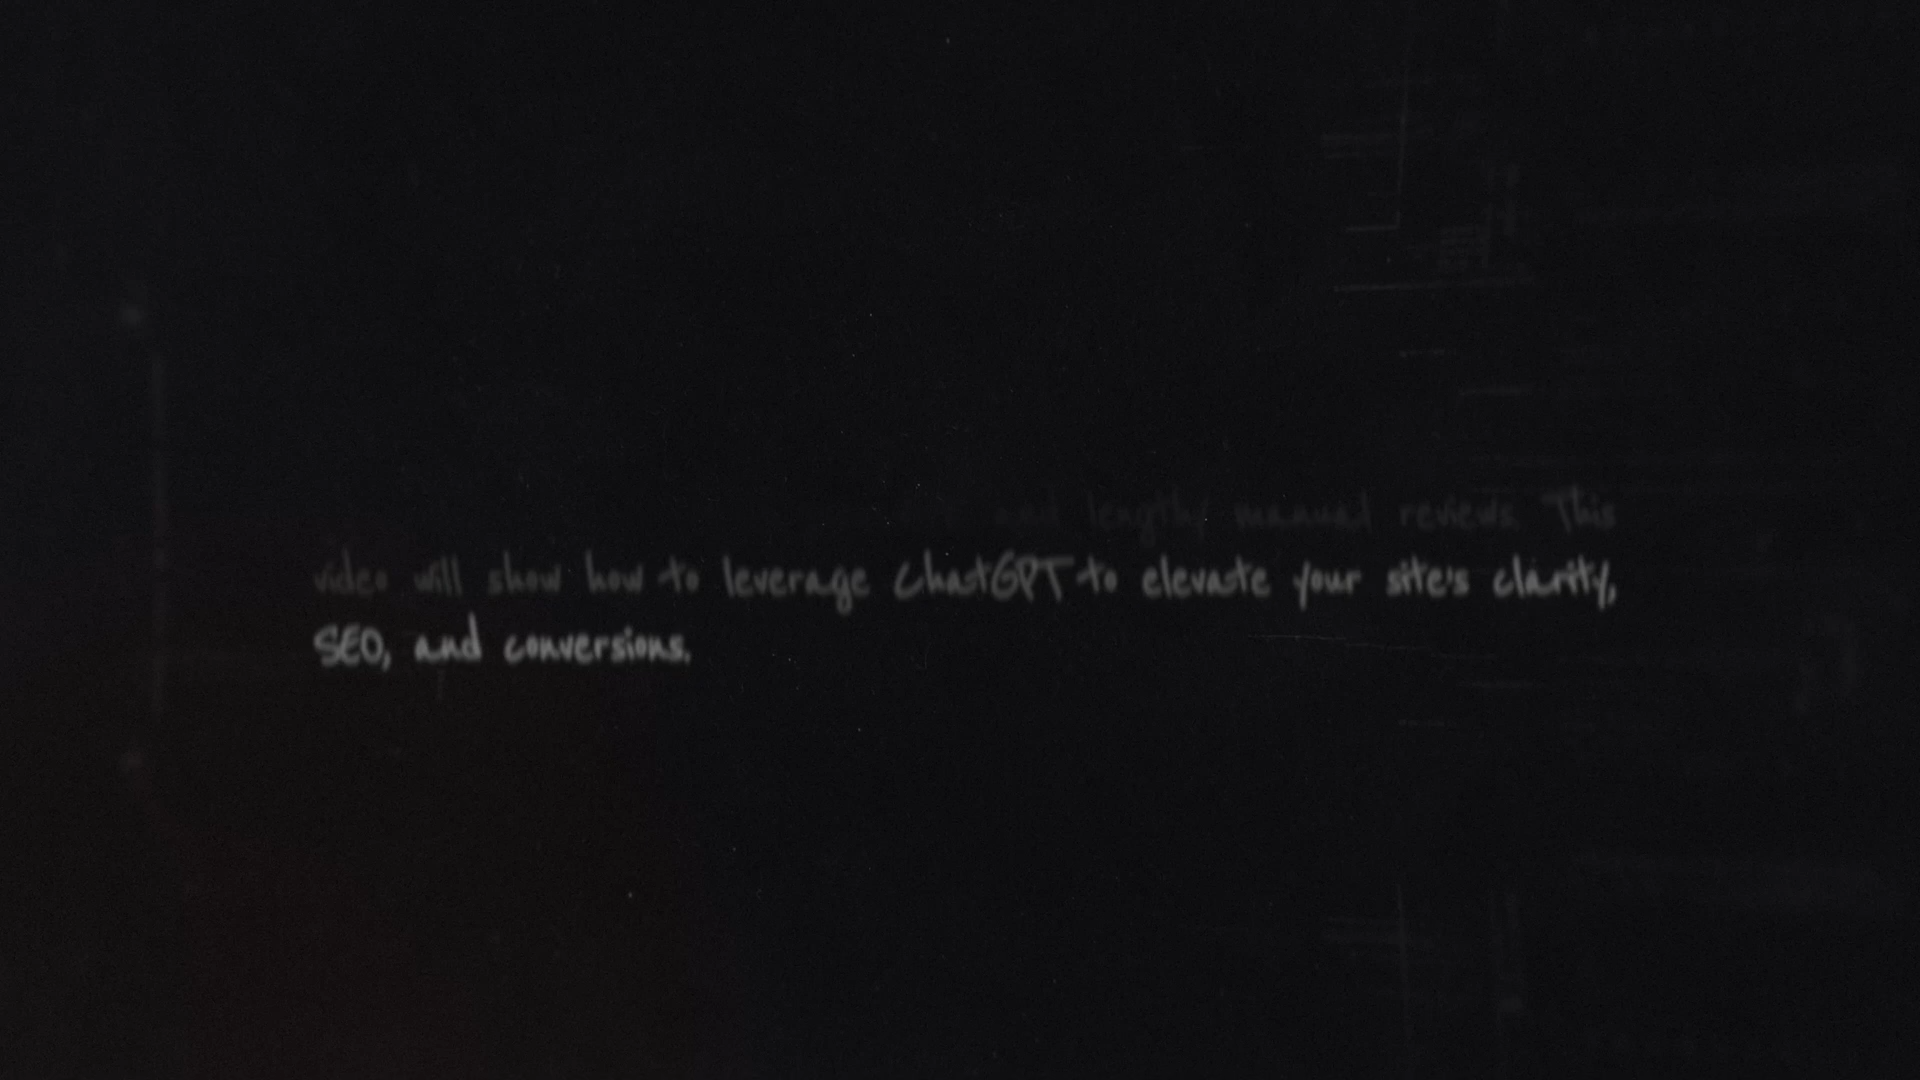 and lengthy manual reviews. This
video will show how to leverage ChatGPT to elevate your site's clarity,
SEO, and conversions.